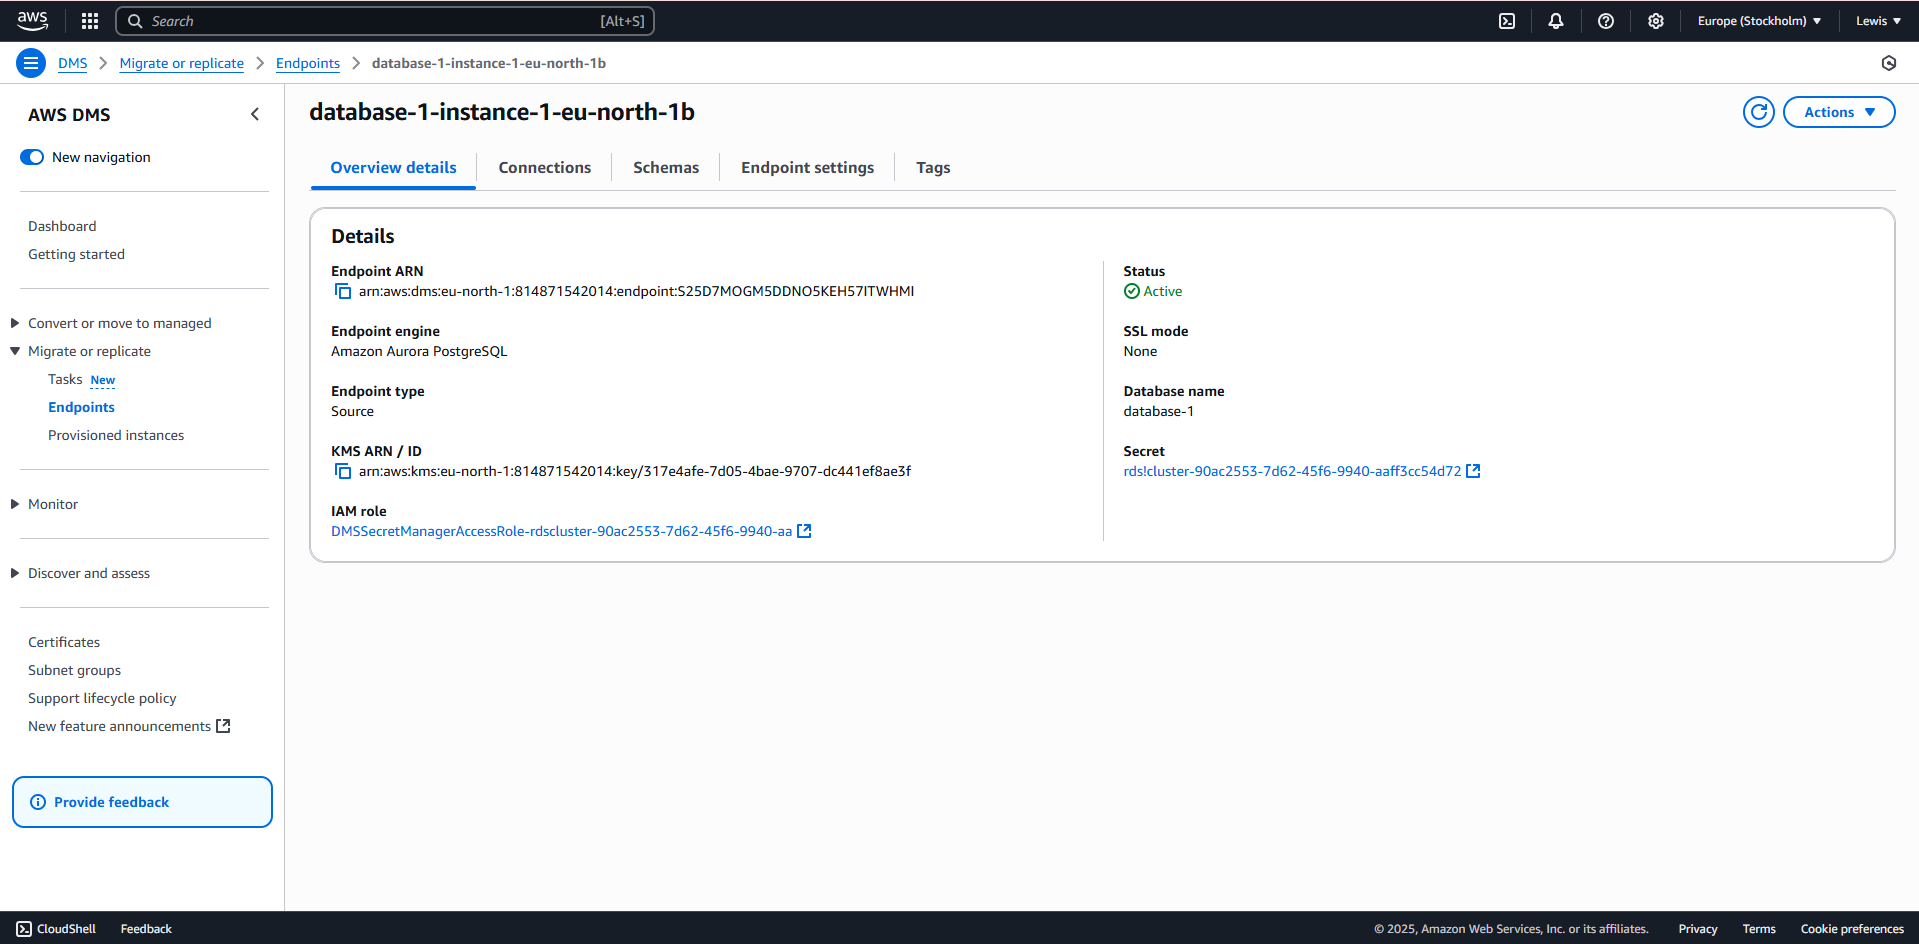 aws
Search
[Alt+S]
Europe (Stockholm)
Lewis
DMS
Migrate or replicate
Endpoints
database-1-instance-1-eu-north-1b
AWS DMS
New navigation
Dashboard
Getting started
Convert or move to managed
Migrate or replicate
Tasks New
Endpoints
Provisioned instances
Monitor
Discover and assess
Certificates
Subnet groups
Support lifecycle policy
New feature announcements
Provide feedback
database-1-instance-1-eu-north-1b
Actions
Overview details
Connections
Schemas
Endpoint settings
Tags
Details
Endpoint ARN
arn:aws:dms:eu-north-1:814871542014:endpoint:S25D7MOGM5DDNO5KEH57ITWHMI
Endpoint engine
Amazon Aurora PostgreSQL
Endpoint type
Source
KMS ARN / ID
arn:aws:kms:eu-north-1:814871542014:key/317e4afe-7d05-4bae-9707-dc441ef8ae3f
IAM role
DMSSecretManagerAccessRole-rdscluster-90ac2553-7d62-45f6-9940-aa
Status
Active
SSL mode
None
Database name
database-1
Secret
rds!cluster-90ac2553-7d62-45f6-9940-aaff3cc54d72
CloudShell
Feedback
© 2025, Amazon Web Services, Inc. or its affiliates.
Privacy
Terms
Cookie preferences